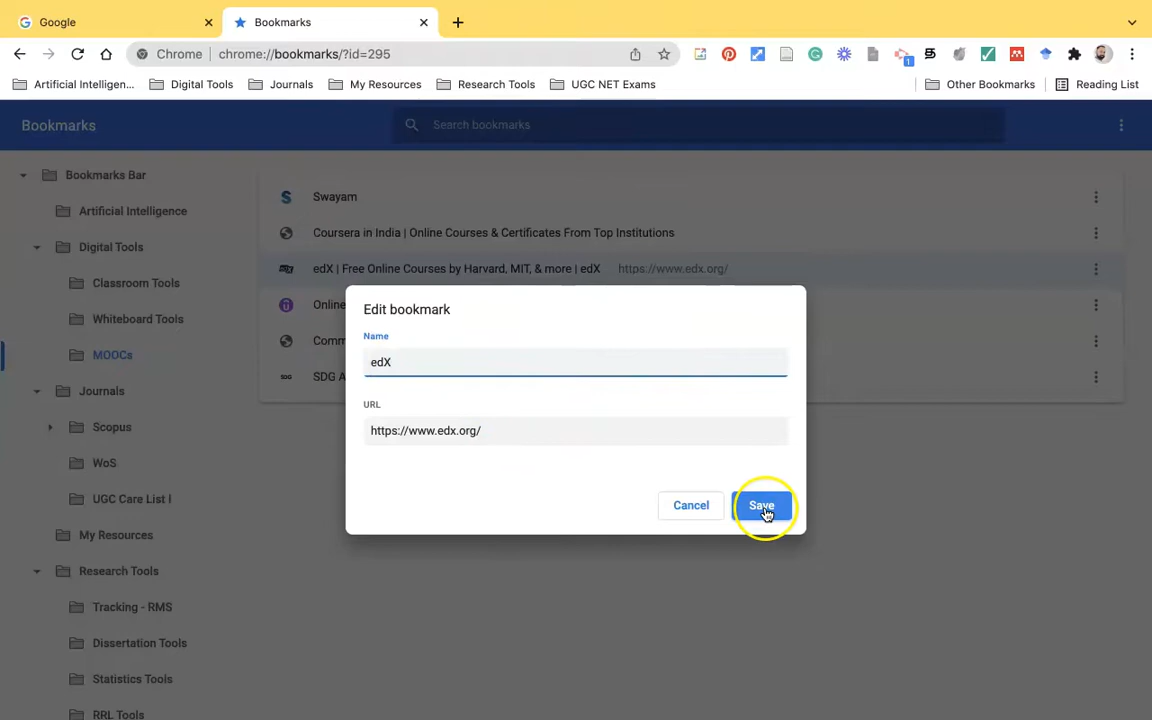 Google
Bookmarks
Chrome
chrome://bookmarks/?id=295
1
Artificial Intelligen...
Digital Tools
Journals
My Resources
Research Tools
UGC NET Exams
Other Bookmarks
Reading List
Bookmarks
Search bookmarks
Bookmarks Bar
Artificial Intelligence
Digital Tools
Classroom Tools
Whiteboard Tools
MOOCs
Journals
Scopus
WoS
UGC Care List I
My Resources
Research Tools
Tracking - RMS
Dissertation Tools
Statistics Tools
RRL Tools
Swayam
Coursera in India | Online Courses & Certificates From Top Institutions
edX | Free Online Courses by Harvard, MIT, & more | edX https://www.edx.org/
Online
Comm
SDG A
Edit bookmark
Name
edX
URL
https://www.edx.org/
Cancel
Save